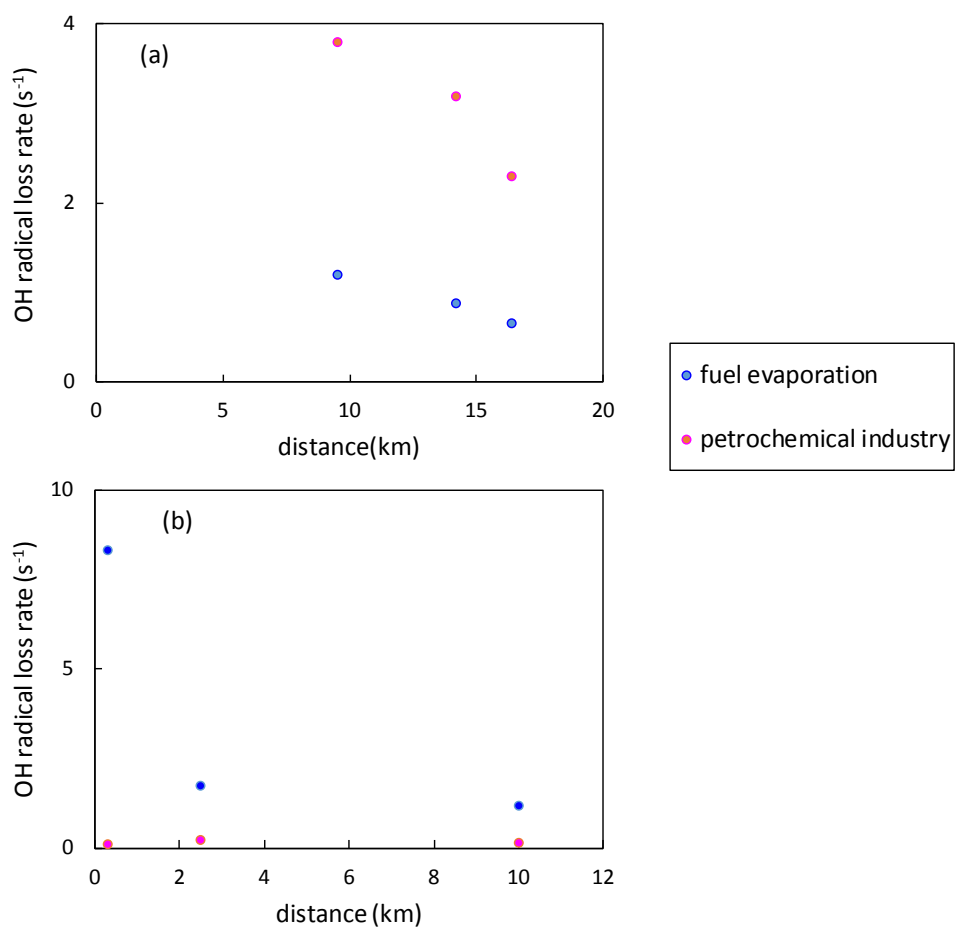 (a)
OH radical loss rate (s⁻¹)
4
2
0
0 5 10 15 20
distance(km)
fuel evaporation
petrochemical industry
(b)
OH radical loss rate (s⁻¹)
10
5
0
0 2 4 6 8 10 12
distance (km)